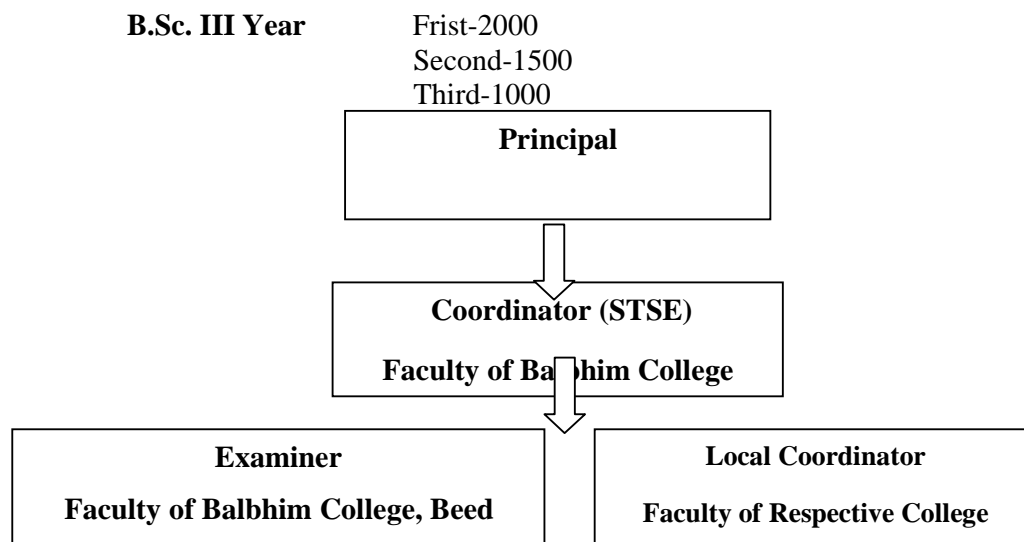 B.Sc. III Year Frist-2000
Second-1500
Third-1000
Principal
Coordinator (STSE)
Faculty of Balbhim College
Examiner
Faculty of Balbhim College, Beed
Local Coordinator
Faculty of Respective College